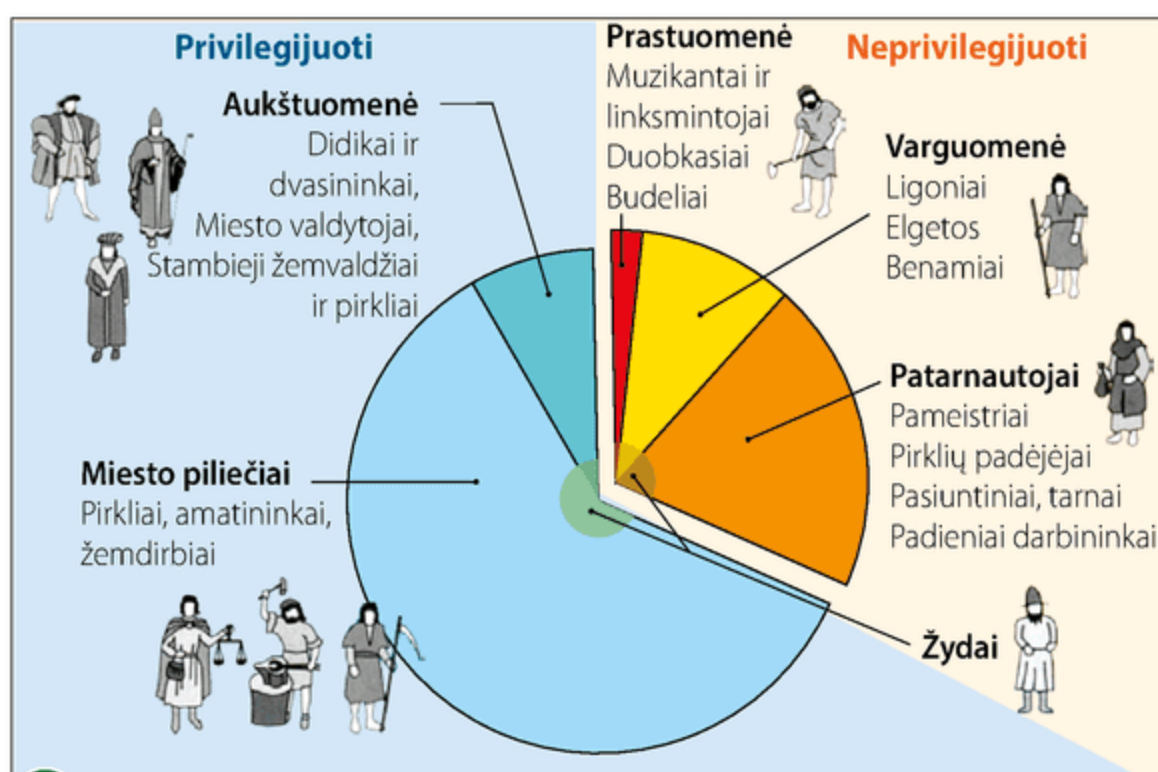 Privilegijuoti
Aukštuomenė
Didikai ir
dvasininkai,
Miesto valdytojai,
Stambieji žemvaldžiai
ir pirkliai
Miesto piliečiai
Pirkliai, amatininkai,
žemdirbiai
Prastuomenė
Muzikantai ir
linksmintojai
Duobkasiai
Budeliai
Neprivilegijuoti
Varguomenė
Ligoniai
Elgetos
Benamiai
Patarnautojai
Pameistriai
Pirklių padėjėjai
Pasiuntiniai, tarnai
Padieniai darbininkai
Žydai